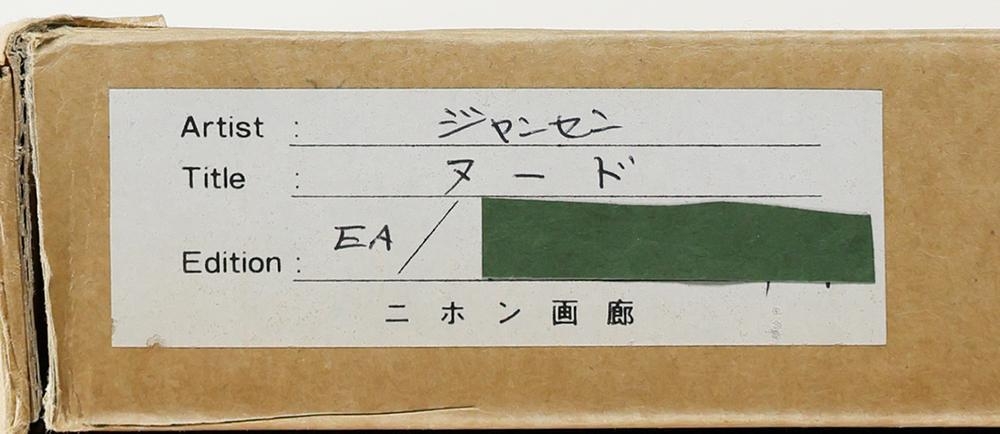 Artist : ジャンセン
Title : ヌード
Edition : EA /
ニホン画廊